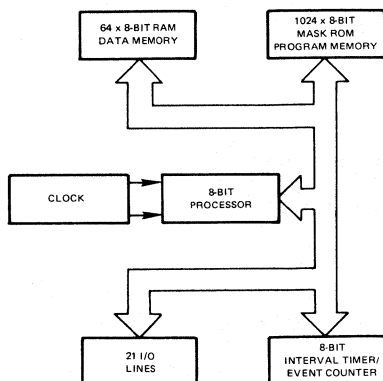 64 x 8-BIT RAM
DATA MEMORY
1024 x 8-BIT
MASK ROM
PROGRAM MEMORY
CLOCK
8-BIT
PROCESSOR
21 I/O
LINES
8-BIT
INTERVAL TIMER/
EVENT COUNTER